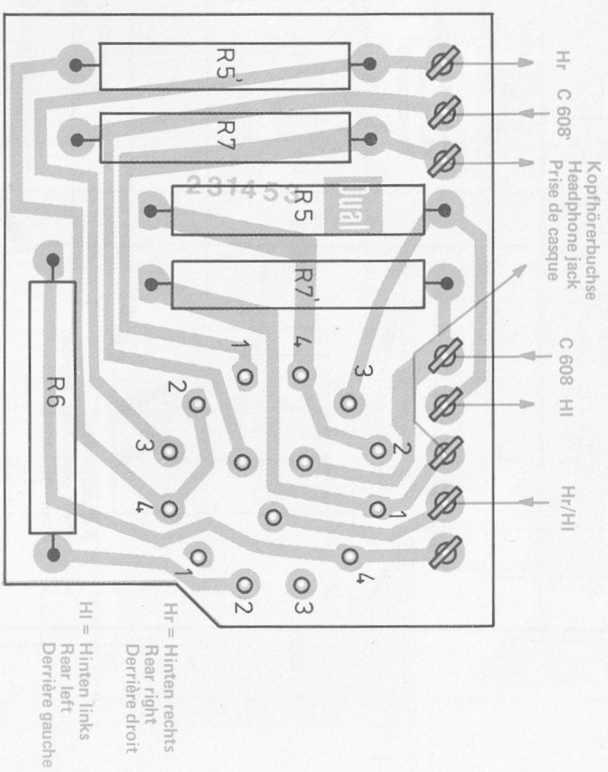 Hr
C 608'
Kopfhörerbuchse
Headphone jack
Prise de casque
C 608
Hl
Hr/Hl
R5'
R7
231453
Dual
R5
R7'
R6
1
4
3
2
2
3
4
1
1
4
2
3
Hr = Hinten rechts
Rear right
Derrière droit
Hl = Hinten links
Rear left
Derrière gauche